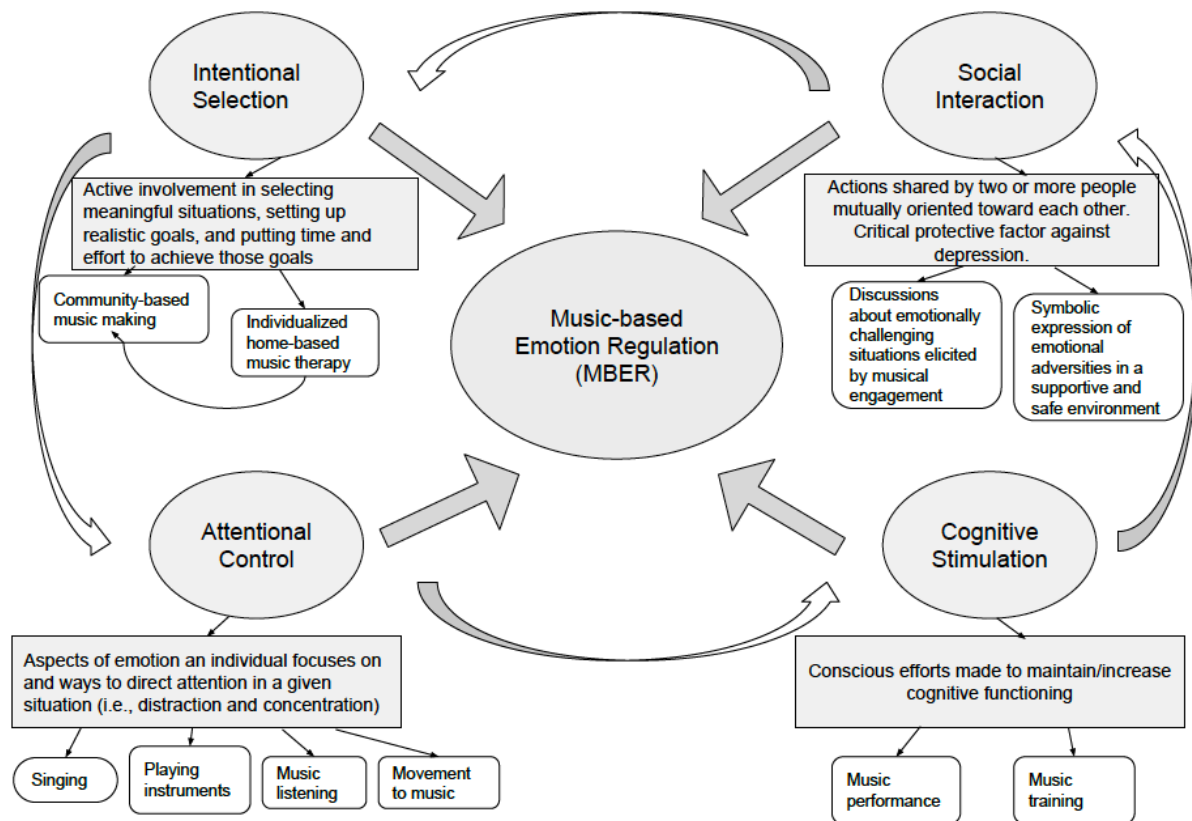 Intentional
Selection
Social
Interaction
Active involvement in selecting
meaningful situations, setting up
realistic goals, and putting time and
effort to achieve those goals
Actions shared by two or more people
mutually oriented toward each other.
Critical protective factor against
depression.
Community-based
music making
Individualized
home-based
music therapy
Music-based
Emotion Regulation
(MBER)
Discussions
about emotionally
challenging
situations elicited
by musical
engagement
Symbolic
expression of
emotional
adversities in a
supportive and
safe environment
Attentional
Control
Cognitive
Stimulation
Aspects of emotion an individual focuses on
and ways to direct attention in a given
situation (i.e., distraction and concentration)
Conscious efforts made to maintain/increase
cognitive functioning
Singing
Playing
instruments
Music
listening
Movement
to music
Music
performance
Music
training